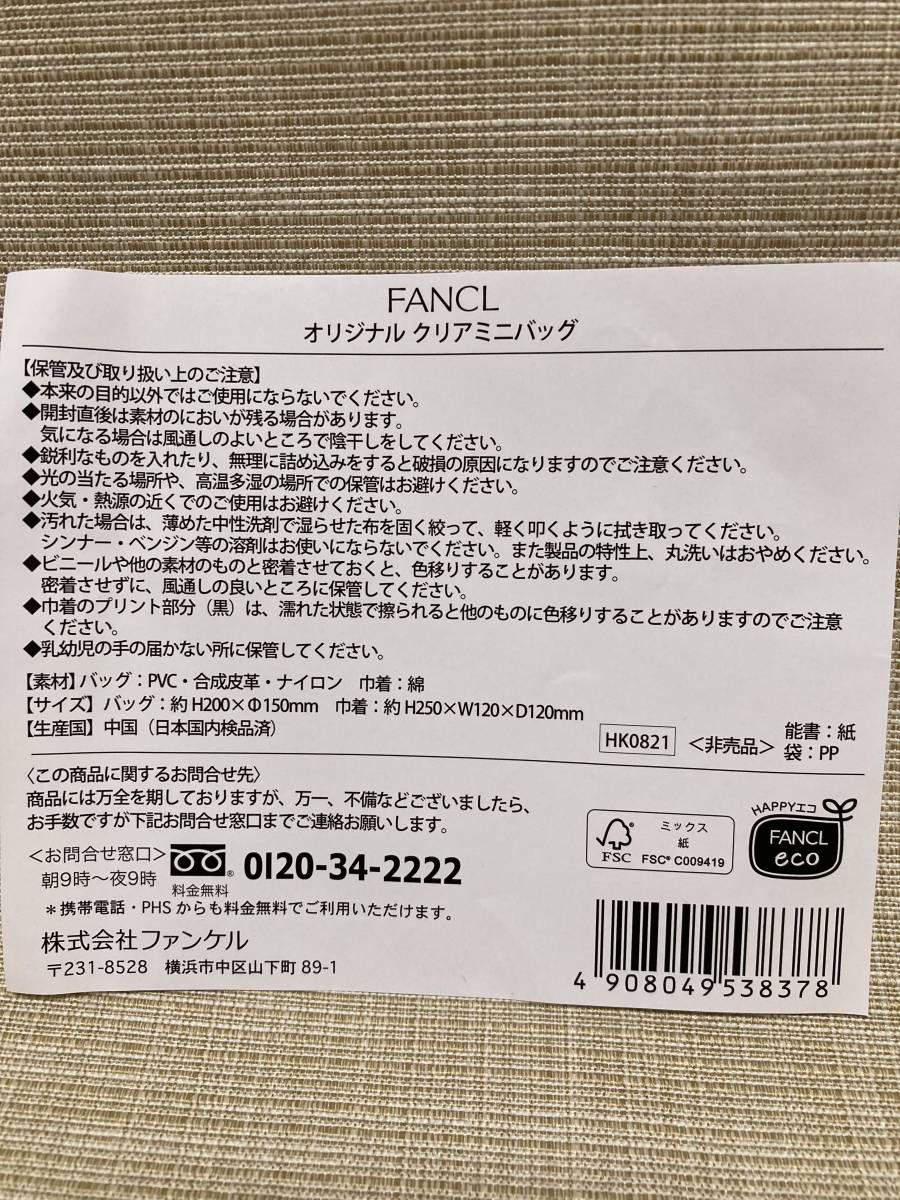 FANCL
オリジナル クリアミニバッグ
【保管及び取り扱い上のご注意】
◆本来の目的以外ではご使用にならないでください。
◆開封直後は素材のにおいが残る場合があります。
気になる場合は風通しのよいところで陰干しをしてください。
◆鋭利なものを入れたり、無理に詰め込みをすると破損の原因になりますのでご注意ください。
◆光の当たる場所や、高温多湿の場所での保管はお避けください。
◆火気・熱源の近くでのご使用はお避けください。
◆汚れた場合は、薄めた中性洗剤で湿らせた布を固く絞って、軽く叩くように拭き取ってください。
シンナー・ベンジン等の溶剤はお使いにならないでください。また製品の特性上、丸洗いはおやめください。
◆ビニールや他の素材のものと密着させておくと、色移りすることがあります。
密着させずに、風通しの良いところに保管してください。
◆巾着のプリント部分（黒）は、濡れた状態で擦られると他のものに色移りすることがありますのでご注意
ください。
◆乳幼児の手の届かない所に保管してください。
【素材】バッグ：PVC・合成皮革・ナイロン 巾着：綿
【サイズ】バッグ：約 H200×Φ150mm 巾着：約 H250×W120×D120mm
【生産国】中国（日本国内検品済）
HK0821 ＜非売品＞ 能書：紙
袋：PP
〈この商品に関するお問合せ先〉
商品には万全を期しておりますが、万一、不備などございましたら、
お手数ですが下記お問合せ窓口までご連絡お願いします。
＜お問合せ窓口＞
朝9時～夜9時
料金無料
® 0120-34-2222
＊携帯電話・PHSからも料金無料でご利用いただけます。
株式会社ファンケル
〒231-8528 横浜市中区山下町 89-1
FSC
ミックス
紙
FSC® C009419
HAPPYエコ
FANCL
eco
4 908049 538378